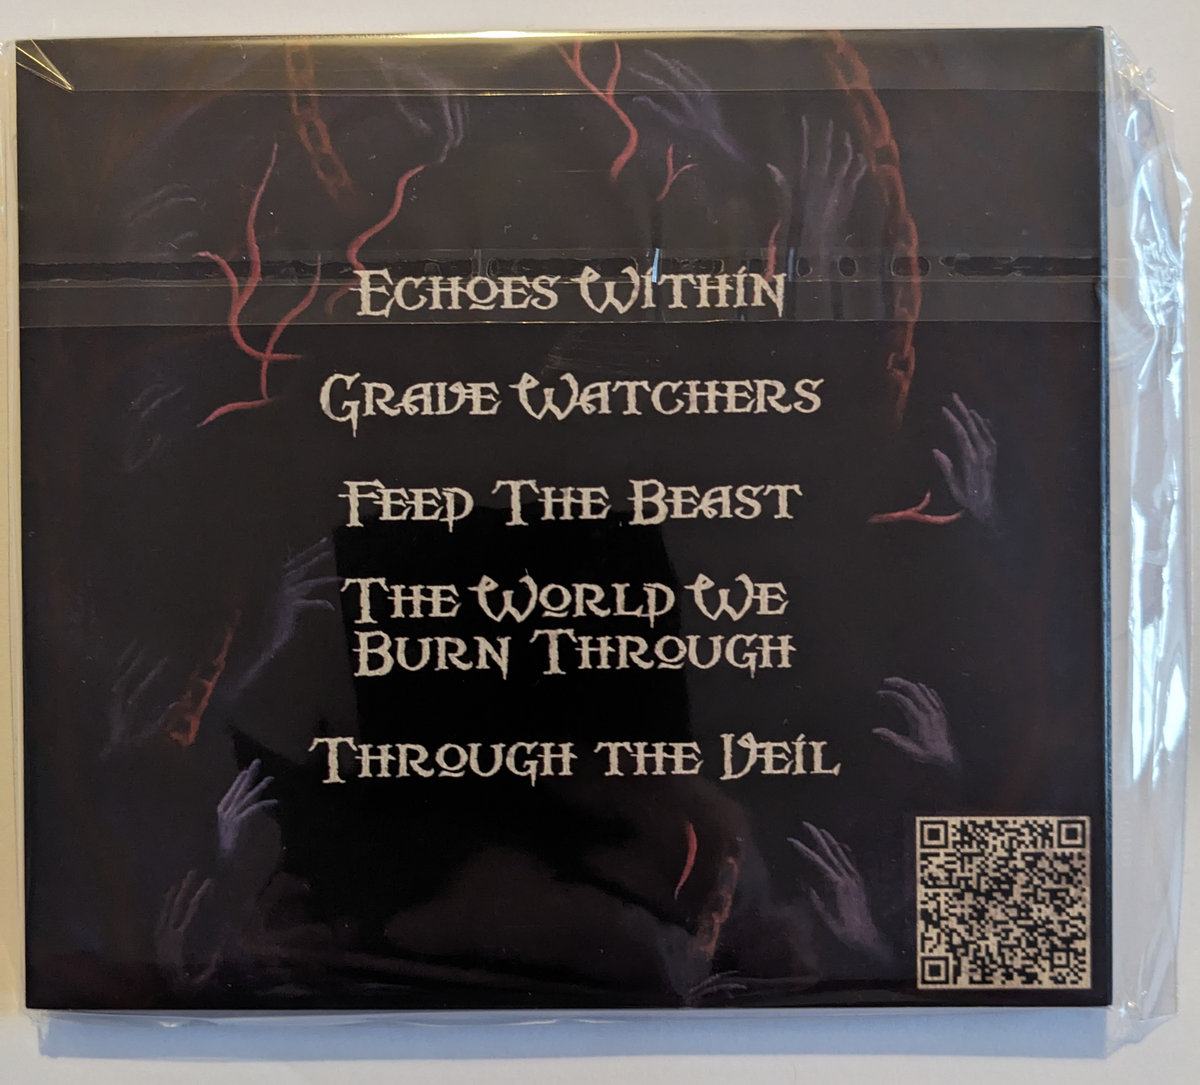 Echoes Within
Grave Watchers
Feed The Beast
The World We
Burn Through
Through the Veil